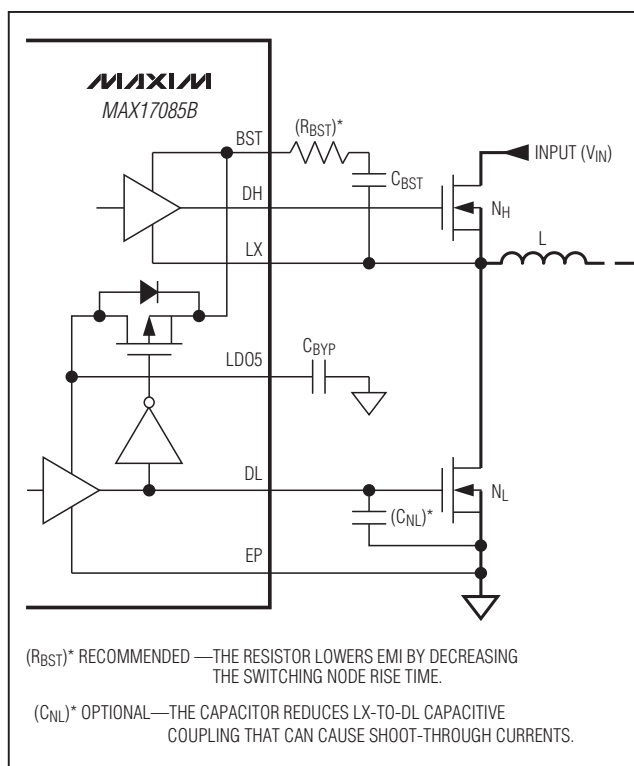 MAXIM
MAX17085B
BST
(RBST)*
INPUT (VIN)
CBST
DH
NH
LX
L
CBYP
LDO5
DL
NL
(CNL)*
EP
(RBST)* RECOMMENDED —THE RESISTOR LOWERS EMI BY DECREASING
THE SWITCHING NODE RISE TIME.
(CNL)* OPTIONAL—THE CAPACITOR REDUCES LX-TO-DL CAPACITIVE
COUPLING THAT CAN CAUSE SHOOT-THROUGH CURRENTS.